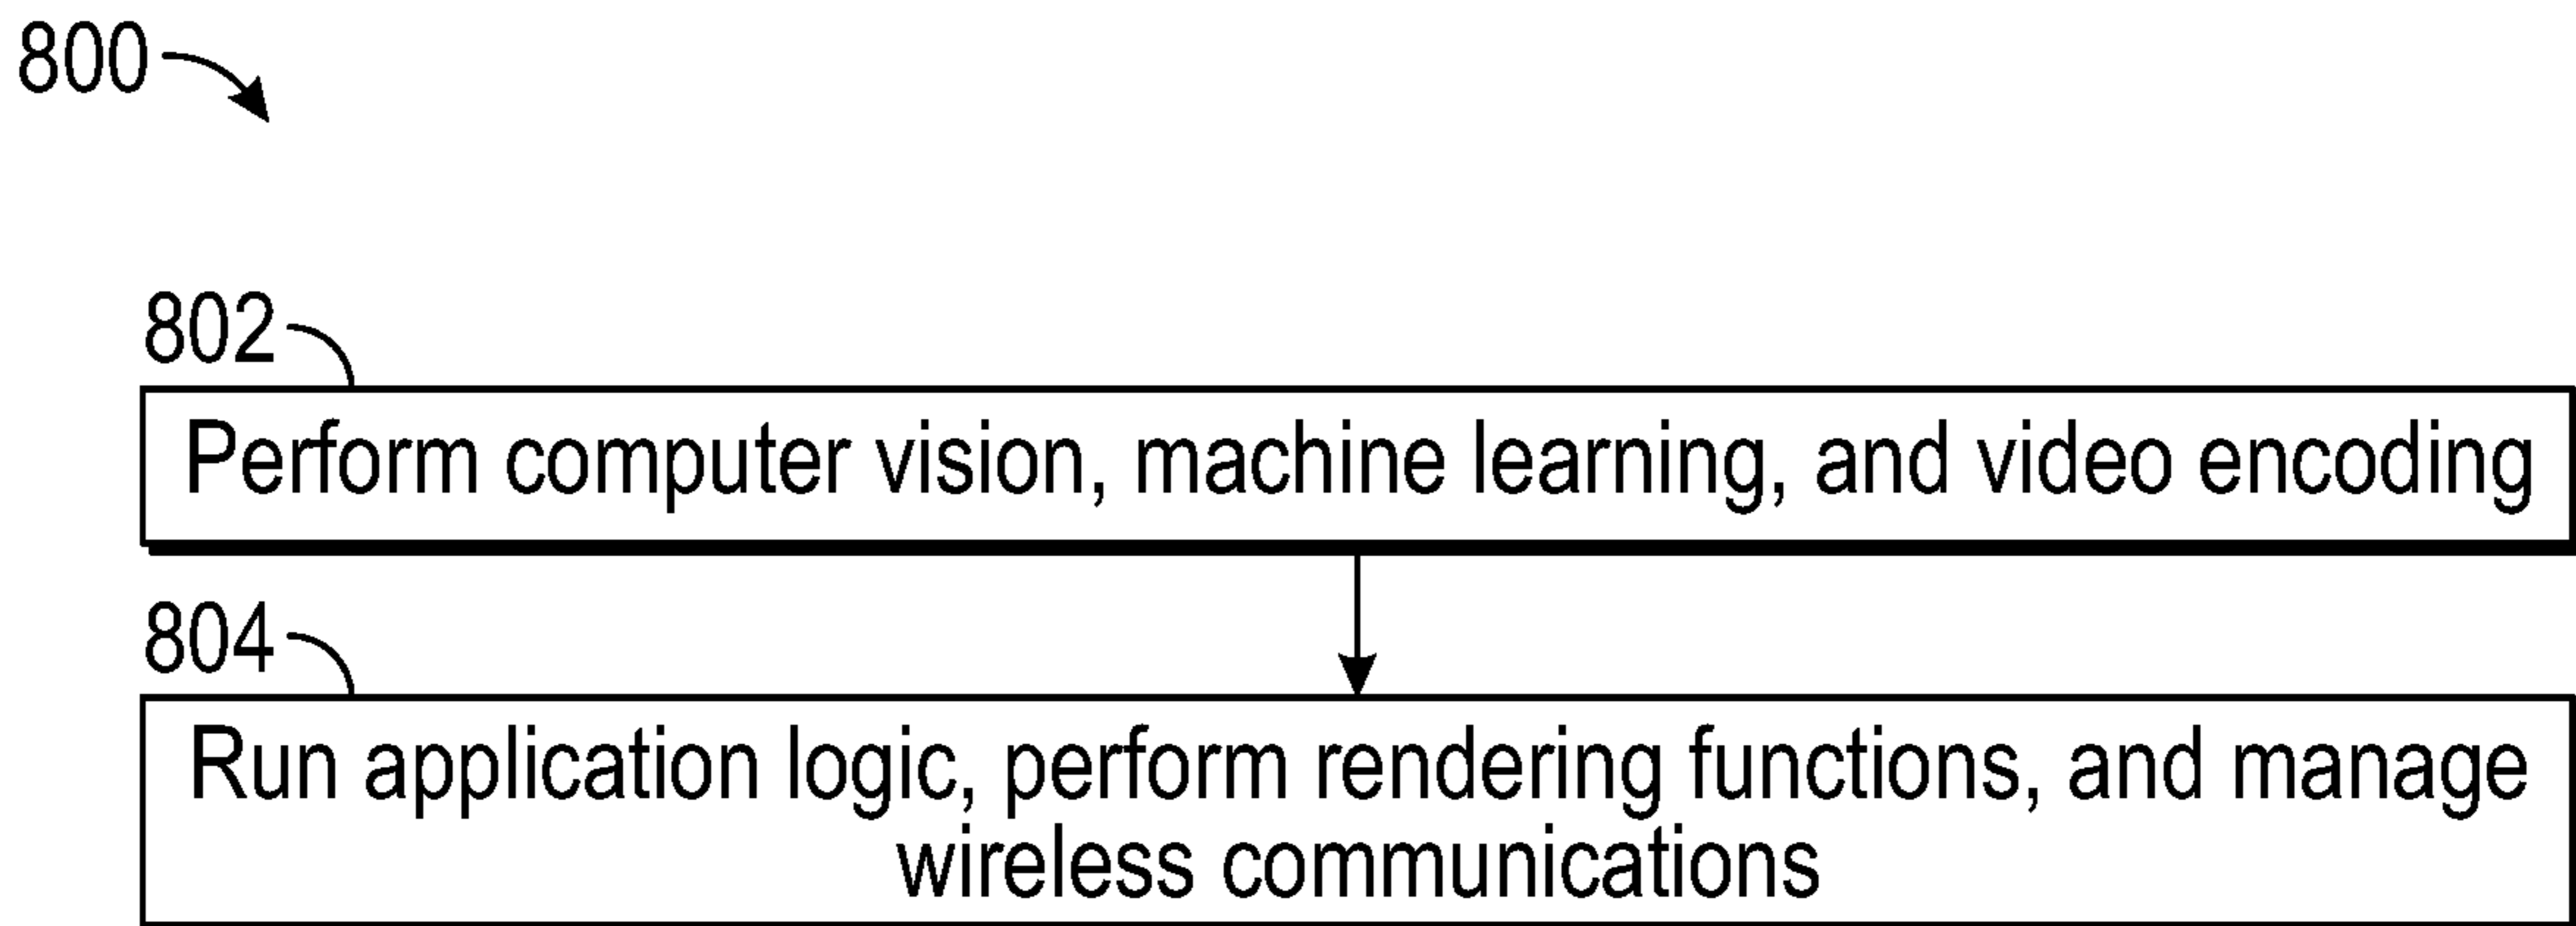 800
802
Perform computer vision, machine learning, and video encoding
804
Run application logic, perform rendering functions, and manage
wireless communications